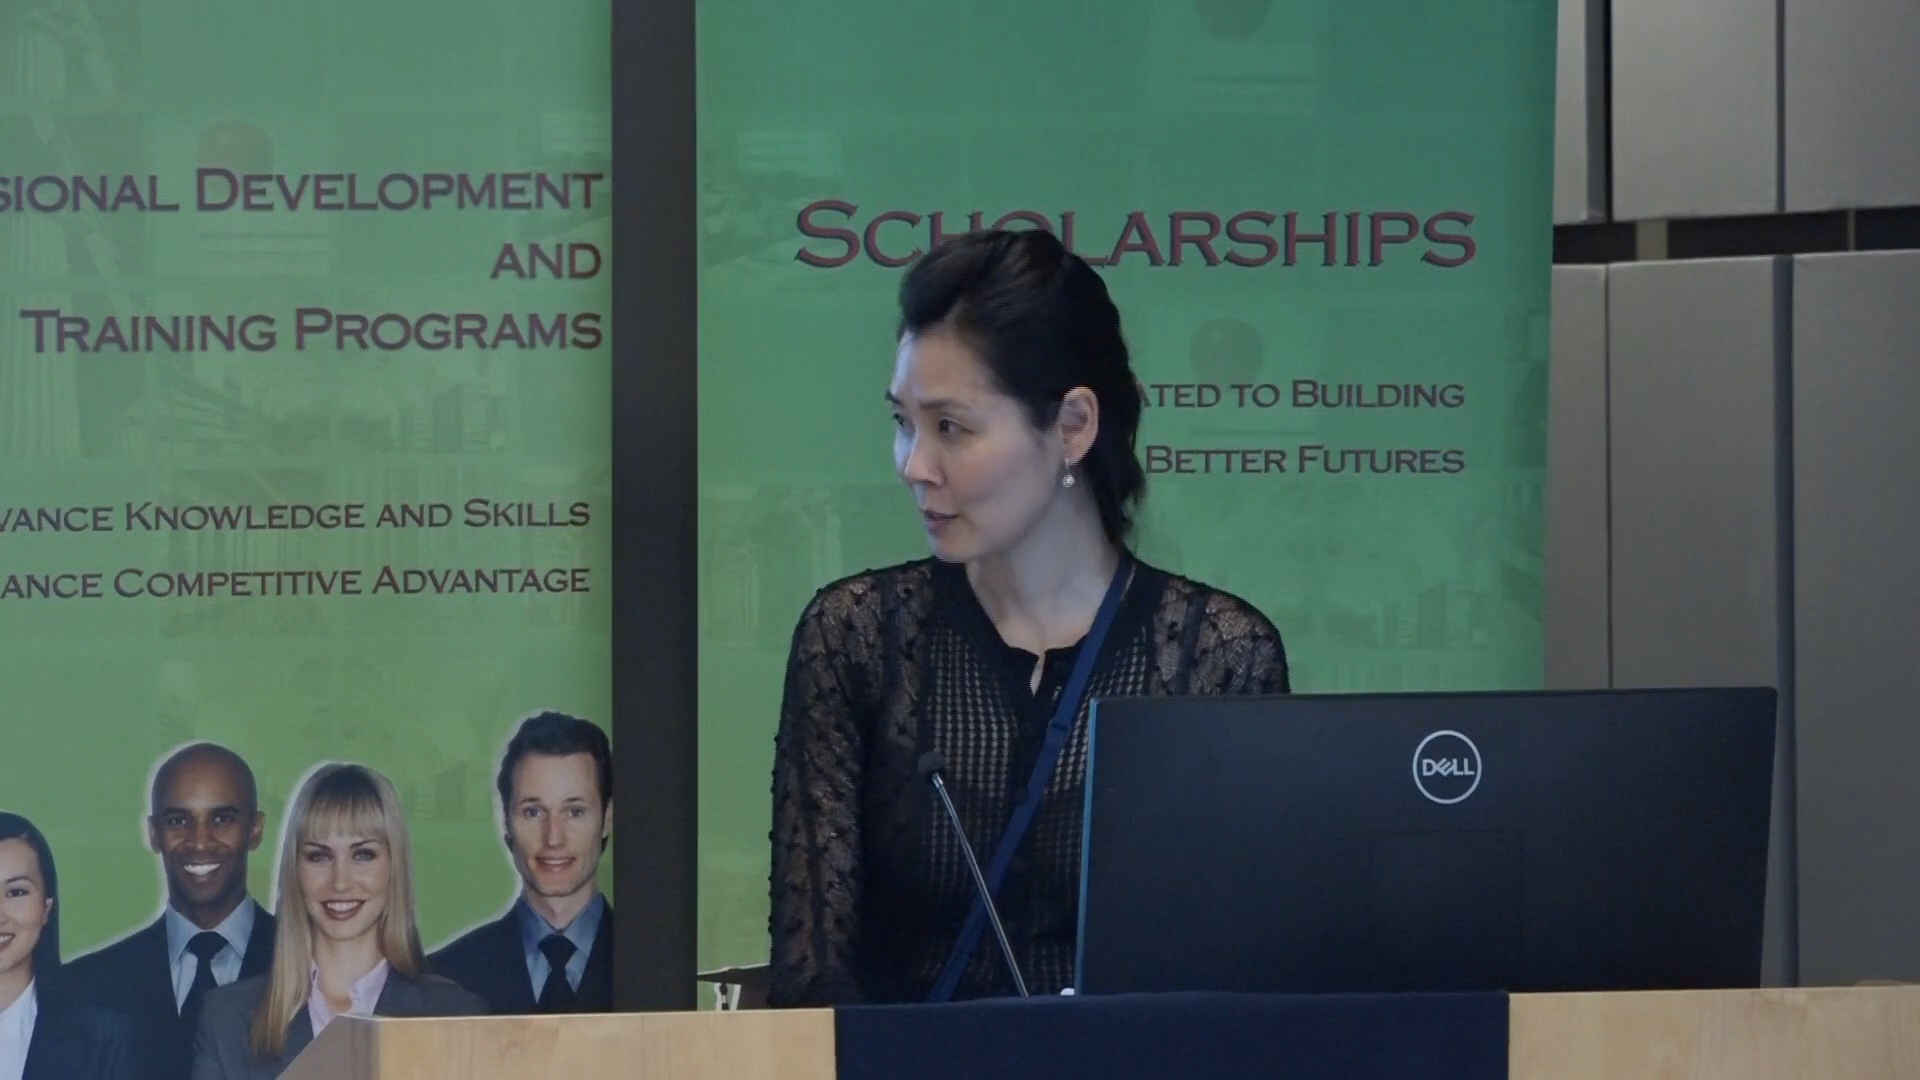 SIONAL DEVELOPMENT
AND
TRAINING PROGRAMS
VANCE KNOWLEDGE AND SKILLS
ANCE COMPETITIVE ADVANTAGE
SCHOLARSHIPS
ATED TO BUILDING
BETTER FUTURES
DELL